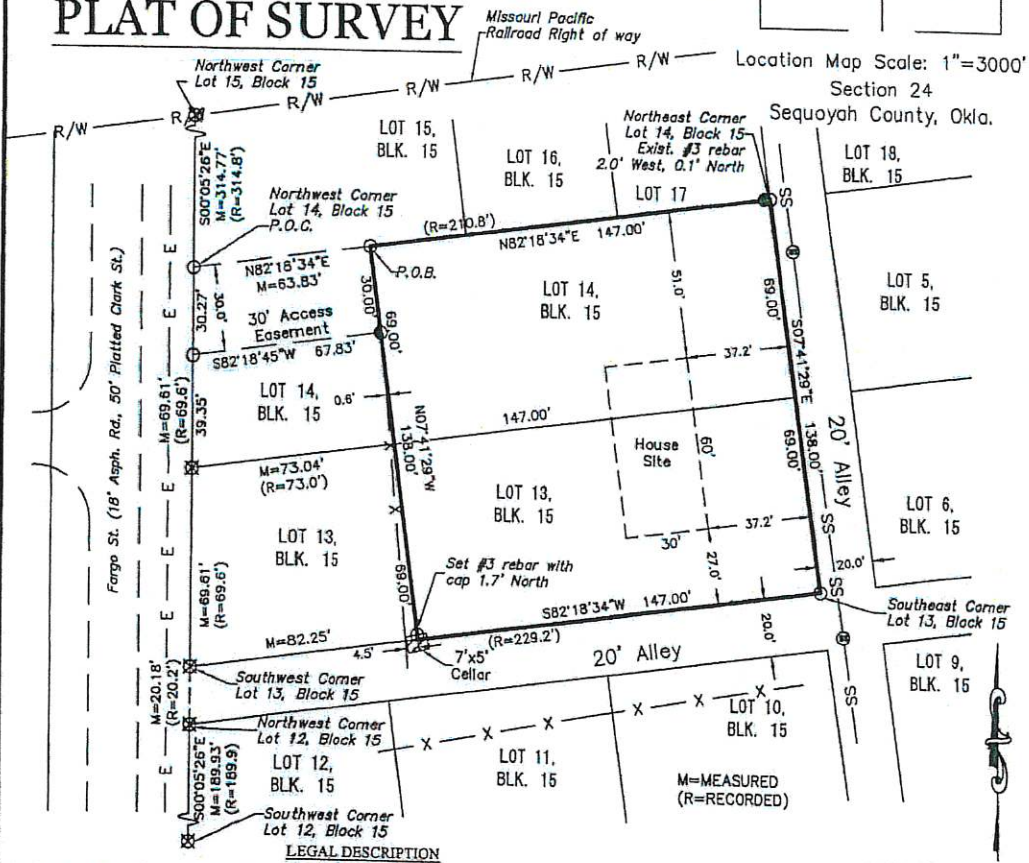 PLAT OF SURVEY
Missouri Pacific
Railroad Right of way
Location Map Scale: 1"=3000'
Section 24
Sequoyah County, Okla.
Northwest Corner
Lot 15, Block 15
R/W
R/W
R/W
R/W
R/W
R/W
S00°05'26"E
M=314.77'
(R=314.8')
LOT 15,
BLK. 15
LOT 16,
BLK. 15
LOT 17
Northeast Corner
Lot 14, Block 15
Exist. #3 rebar
2.0' West, 0.1' North
LOT 18,
BLK. 15
SS
Northwest Corner
Lot 14, Block 15
P.O.C.
(R=210.8')
N82°18'34"E 147.00'
N82°18'34"E
M=63.83'
P.O.B.
30.27'
30.0'
30' Access
Easement
30.00'
69.00'
S82°18'45"W 67.83'
LOT 14,
BLK. 15
51.0'
69.00'
S07°41'29"E
LOT 5,
BLK. 15
37.2'
Fargo St. (18' Asph. Rd., 50' Platted Clark St.)
E
E
E
E
E
E
E
M=69.61'
(R=69.6')
39.35'
LOT 14,
BLK. 15
0.6'
N07°41'29"W
138.00'
147.00'
X
X
House
Site
60'
69.00'
138.00'
20' Alley
M=73.04'
(R=73.0')
LOT 13,
BLK. 15
LOT 13,
BLK. 15
LOT 6,
BLK. 15
37.2'
30'
27.0'
SS
20.0'
SS
M=69.61'
(R=69.6')
69.00'
Set #3 rebar with
cap 1.7' North
S82°18'34"W 147.00'
(R=229.2')
Southeast Corner
Lot 13, Block 15
M=82.25'
4.5'
7'x5'
Cellar
20' Alley
20.0'
Southwest Corner
Lot 13, Block 15
M=20.18'
(R=20.2')
Northwest Corner
Lot 12, Block 15
LOT 9,
BLK. 15
SS
X
X
X
X
X
LOT 10,
BLK. 15
LOT 11,
BLK. 15
LOT 12,
BLK. 15
S00°05'26"E
M=189.93'
(R=189.9)
M=MEASURED
(R=RECORDED)
Southwest Corner
Lot 12, Block 15
LEGAL DESCRIPTION